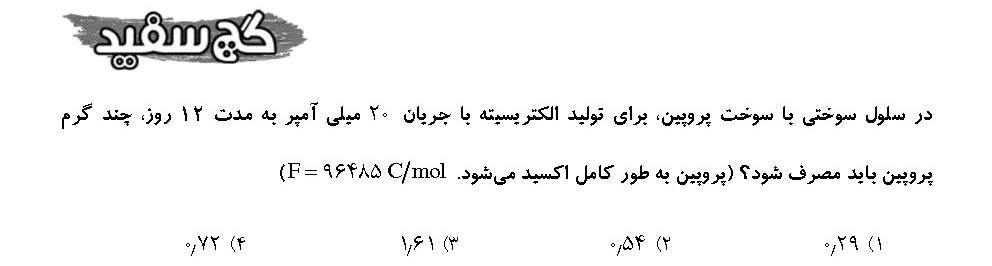 گچ سفید
در سلول سوختی با سوخت پروپین، برای تولید الکتریسیته با جریان ۲۰ میلی آمپر به مدت ۱۲ روز، چند گرم
پروپین باید مصرف شود؟ (پروپین به طور کامل اکسید می‌شود. F = ۹۶۴۸۵ C/mol)
۱) ۰٫۲۹ ۲) ۰٫۵۴ ۳) ۱٫۶۱ ۴) ۰٫۷۲